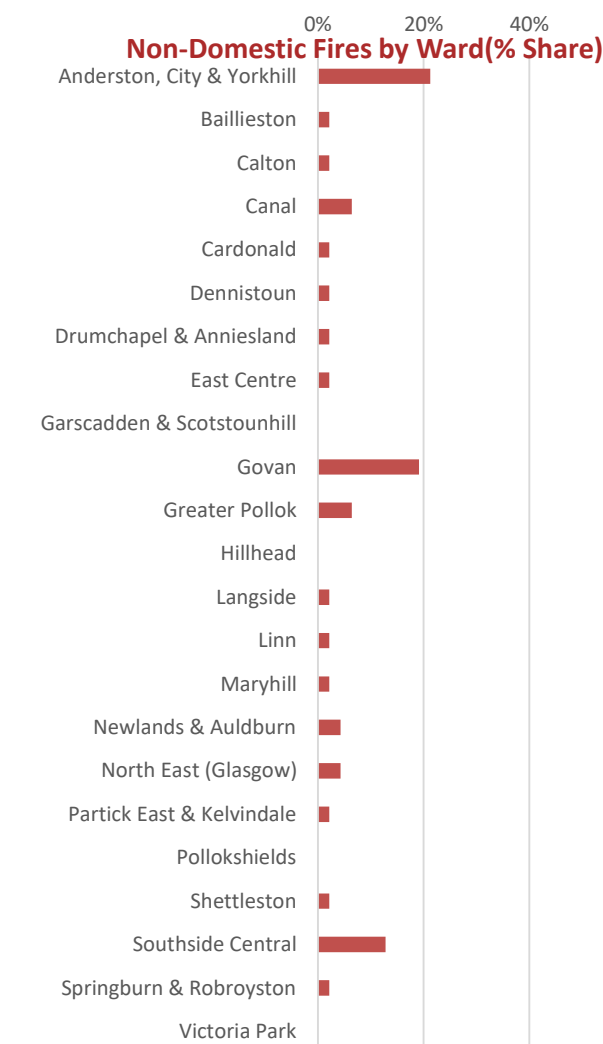 0% 20% 40%
Non-Domestic Fires by Ward(% Share)
Anderston, City & Yorkhill
Baillieston
Calton
Canal
Cardonald
Dennistoun
Drumchapel & Anniesland
East Centre
Garscadden & Scotstounhill
Govan
Greater Pollok
Hillhead
Langside
Linn
Maryhill
Newlands & Auldburn
North East (Glasgow)
Partick East & Kelvindale
Pollokshields
Shettleston
Southside Central
Springburn & Robroyston
Victoria Park